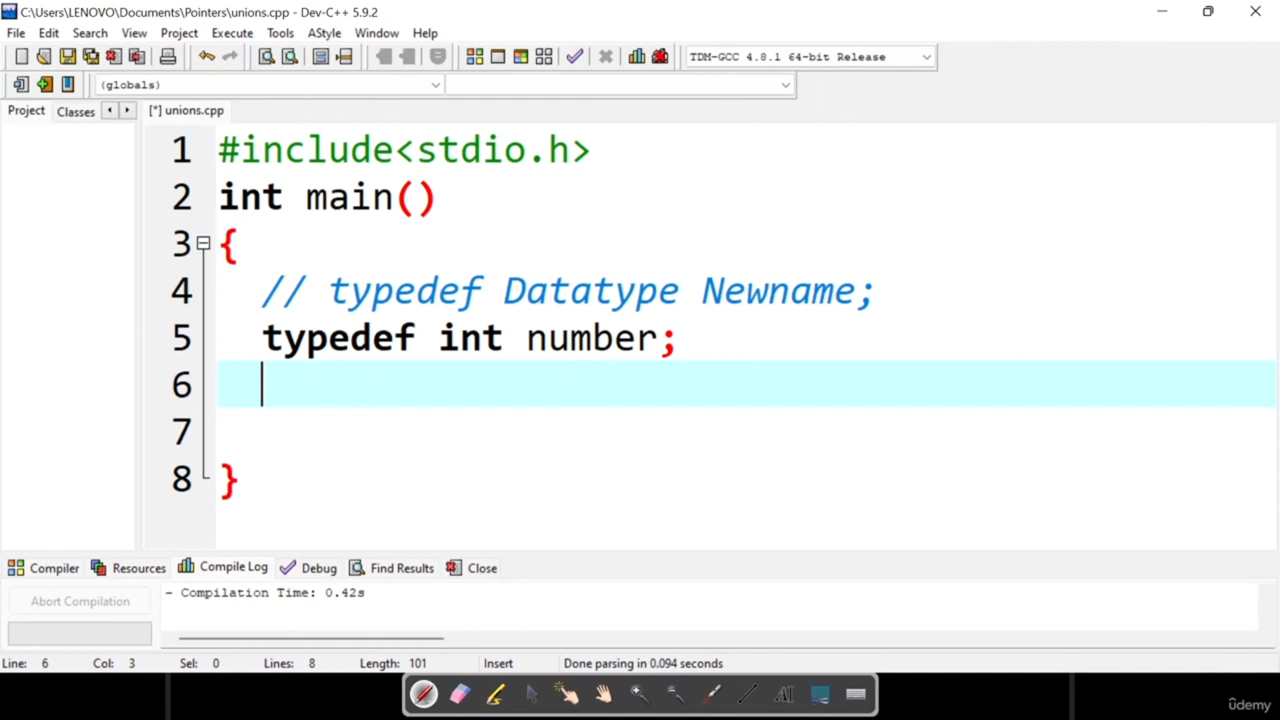 C:\Users\LENOVO\Documents\Pointers\unions.cpp - Dev-C++ 5.9.2
File Edit Search View Project Execute Tools AStyle Window Help
TDM-GCC 4.8.1 64-bit Release
(globals)
Project Classes [*] unions.cpp
1 #include<stdio.h>
2 int main()
3 {
4 // typedef Datatype Newname;
5 typedef int number;
6
7
8 }
Compiler Resources Compile Log Debug Find Results Close
Abort Compilation
- Compilation Time: 0.42s
Line: 6 Col: 3 Sel: 0 Lines: 8 Length: 101 Insert Done parsing in 0.094 seconds
AI
ûdemy